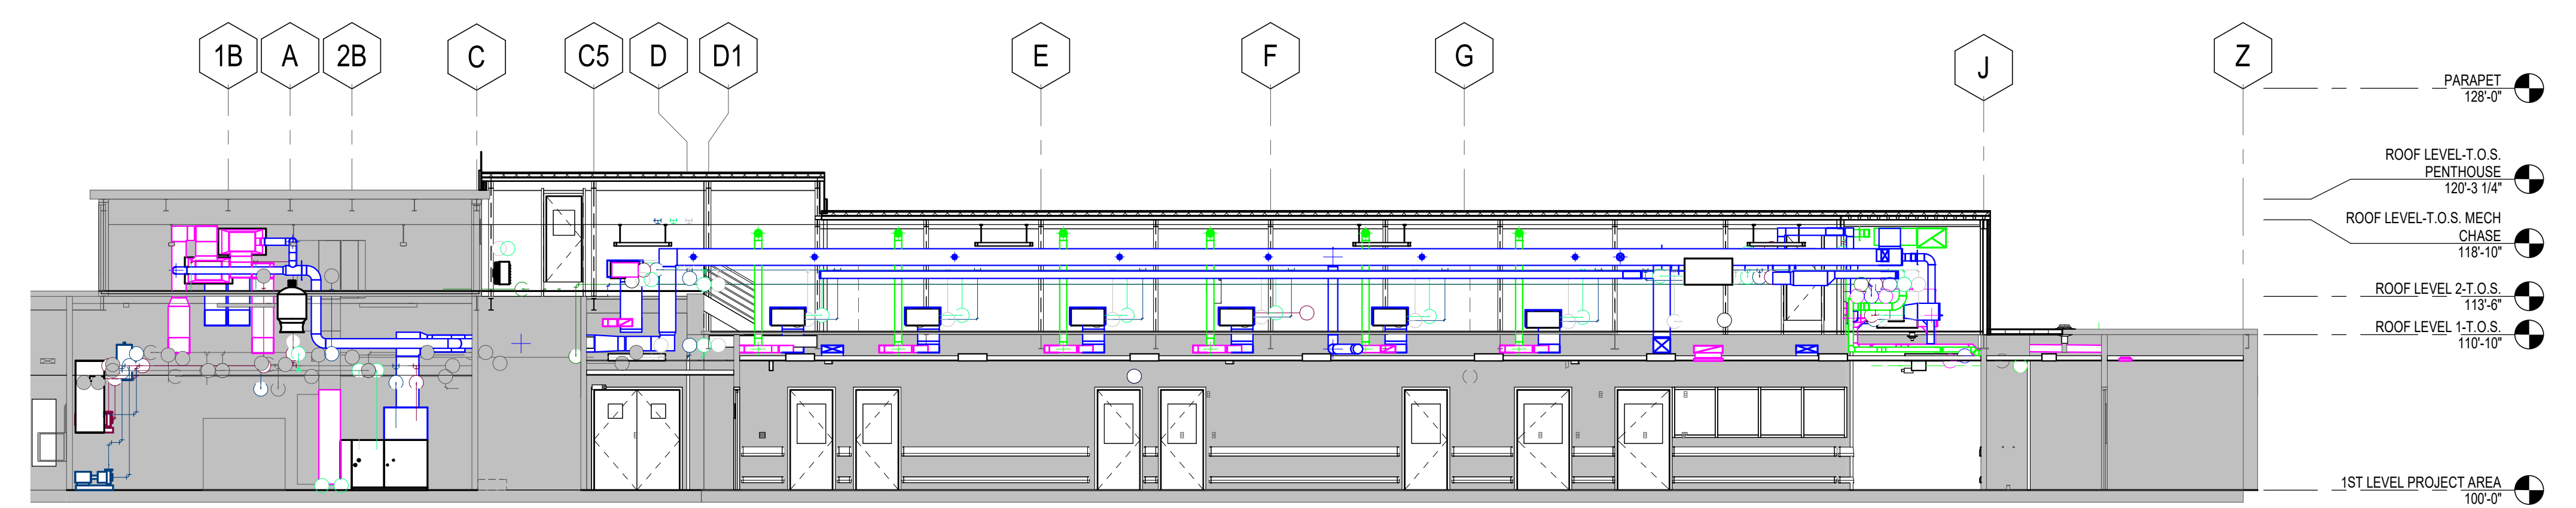 1B
A
2B
C
C5
D
D1
E
F
G
J
Z
PARAPET
128'-0"
ROOF LEVEL-T.O.S.
PENTHOUSE
120'-3 1/4"
ROOF LEVEL-T.O.S. MECH
CHASE
118'-10"
ROOF LEVEL 2-T.O.S.
113'-6"
ROOF LEVEL 1-T.O.S.
110'-10"
1ST LEVEL PROJECT AREA
100'-0"